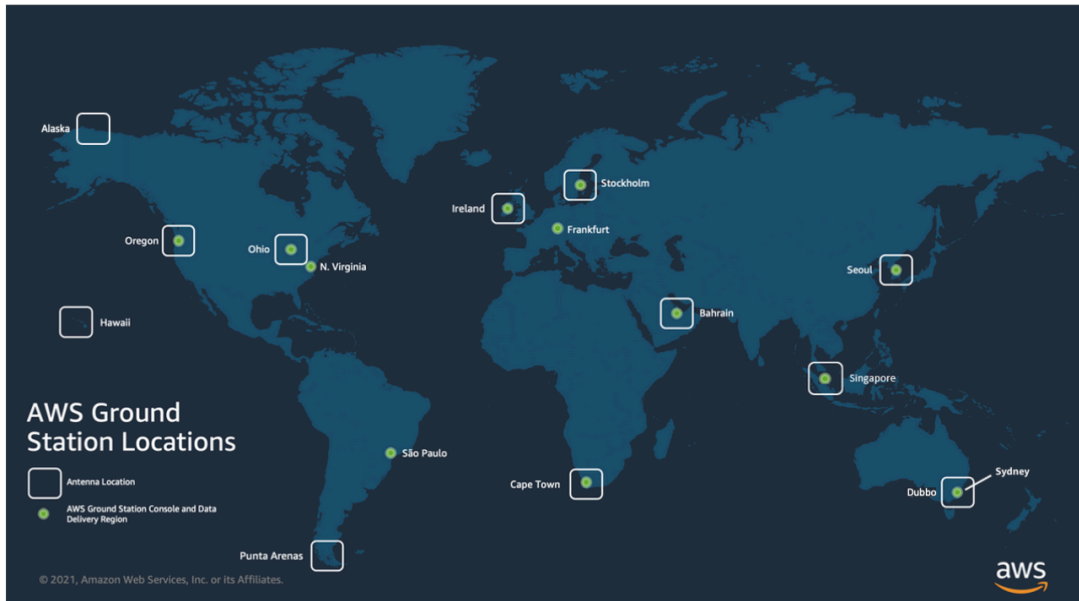 Alaska
Stockholm
Ireland
Frankfurt
Oregon
Ohio
N. Virginia
Seoul
Hawaii
Bahrain
Singapore
AWS Ground
Station Locations
São Paulo
Sydney
Antenna Location
Cape Town
Dubbo
AWS Ground Station Console and Data
Delivery Region
Punta Arenas
© 2021, Amazon Web Services, Inc. or its Affiliates.
aws